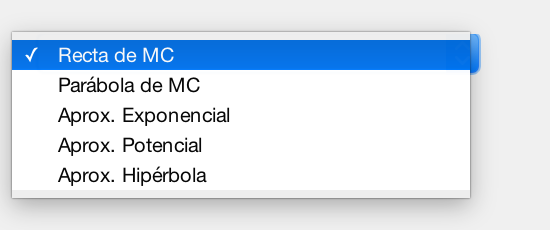 ✓ Recta de MC
Parábola de MC
Aprox. Exponencial
Aprox. Potencial
Aprox. Hipérbola